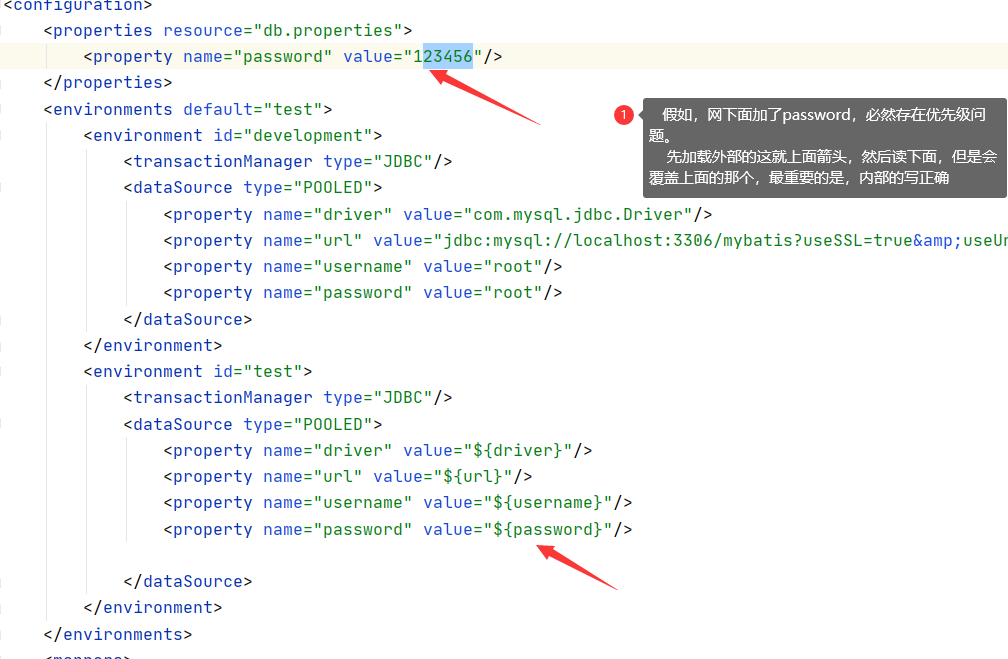 <configuration>
<properties resource="db.properties">
<property name="password" value="123456"/>
</properties>
<environments default="test">
<environment id="development">
<transactionManager type="JDBC"/>
<dataSource type="POOLED">
<property name="driver" value="com.mysql.jdbc.Driver"/>
<property name="url" value="jdbc:mysql://localhost:3306/mybatis?useSSL=true&amp;useUn
<property name="username" value="root"/>
<property name="password" value="root"/>
</dataSource>
</environment>
<environment id="test">
<transactionManager type="JDBC"/>
<dataSource type="POOLED">
<property name="driver" value="${driver}"/>
<property name="url" value="${url}"/>
<property name="username" value="${username}"/>
<property name="password" value="${password}"/>
</dataSource>
</environment>
</environments>
<mappers>
1
假如，网下面加了password，必然存在优先级问
题。
先加载外部的这就上面箭头，然后读下面，但是会
覆盖上面的那个，最重要的是，内部的写正确